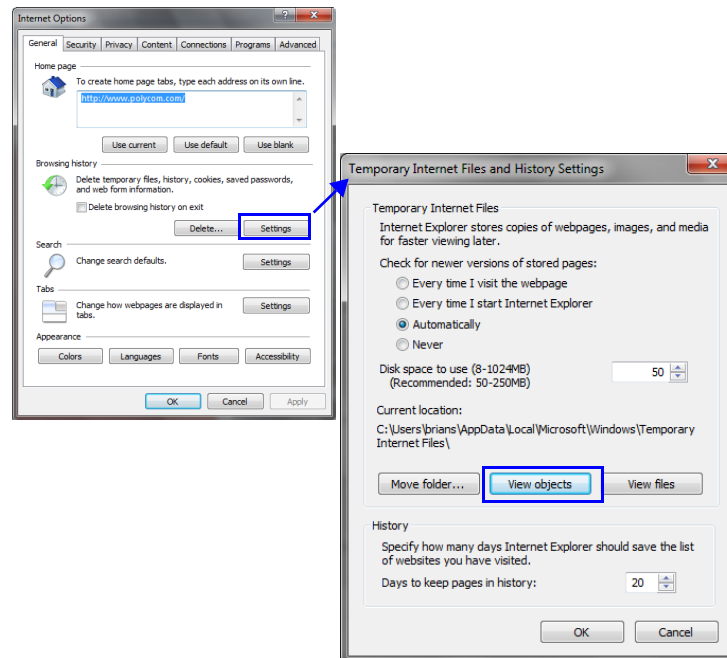 Internet Options
General Security Privacy Content Connections Programs Advanced
Home page
To create home page tabs, type each address on its own line.
http://www.polycom.com/
Use current Use default Use blank
Browsing history
Delete temporary files, history, cookies, saved passwords,
and web form information.
Delete browsing history on exit
Delete... Settings
Search
Change search defaults. Settings
Tabs
Change how webpages are displayed in Settings
tabs.
Appearance
Colors Languages Fonts Accessibility
OK Cancel Apply
Temporary Internet Files and History Settings
Temporary Internet Files
Internet Explorer stores copies of webpages, images, and media
for faster viewing later.
Check for newer versions of stored pages:
Every time I visit the webpage
Every time I start Internet Explorer
Automatically
Never
Disk space to use (8-1024MB) 50
(Recommended: 50-250MB)
Current location:
C:\Users\brians\AppData\Local\Microsoft\Windows\Temporary
Internet Files\
Move folder... View objects View files
History
Specify how many days Internet Explorer should save the list
of websites you have visited.
Days to keep pages in history: 20
OK Cancel